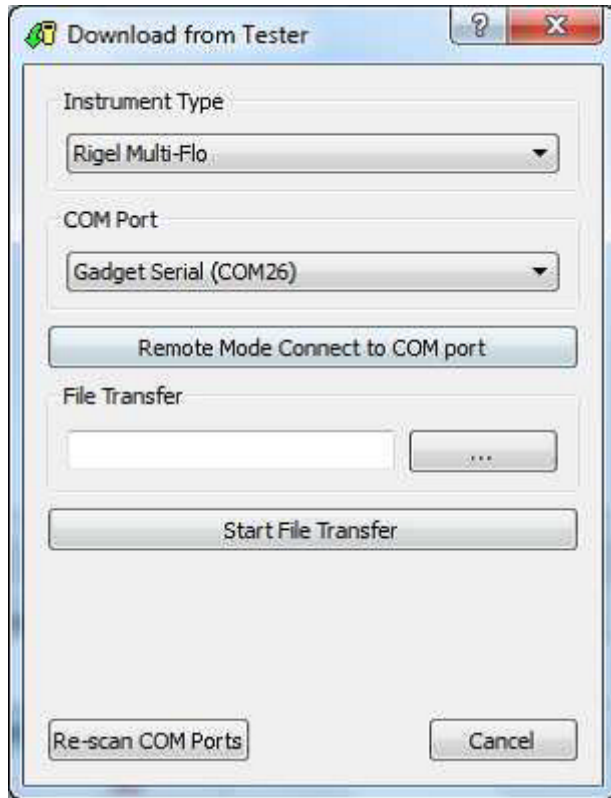 Download from Tester
Instrument Type
Rigel Multi-Flo
COM Port
Gadget Serial (COM26)
Remote Mode Connect to COM port
File Transfer
...
Start File Transfer
Re-scan COM Ports
Cancel